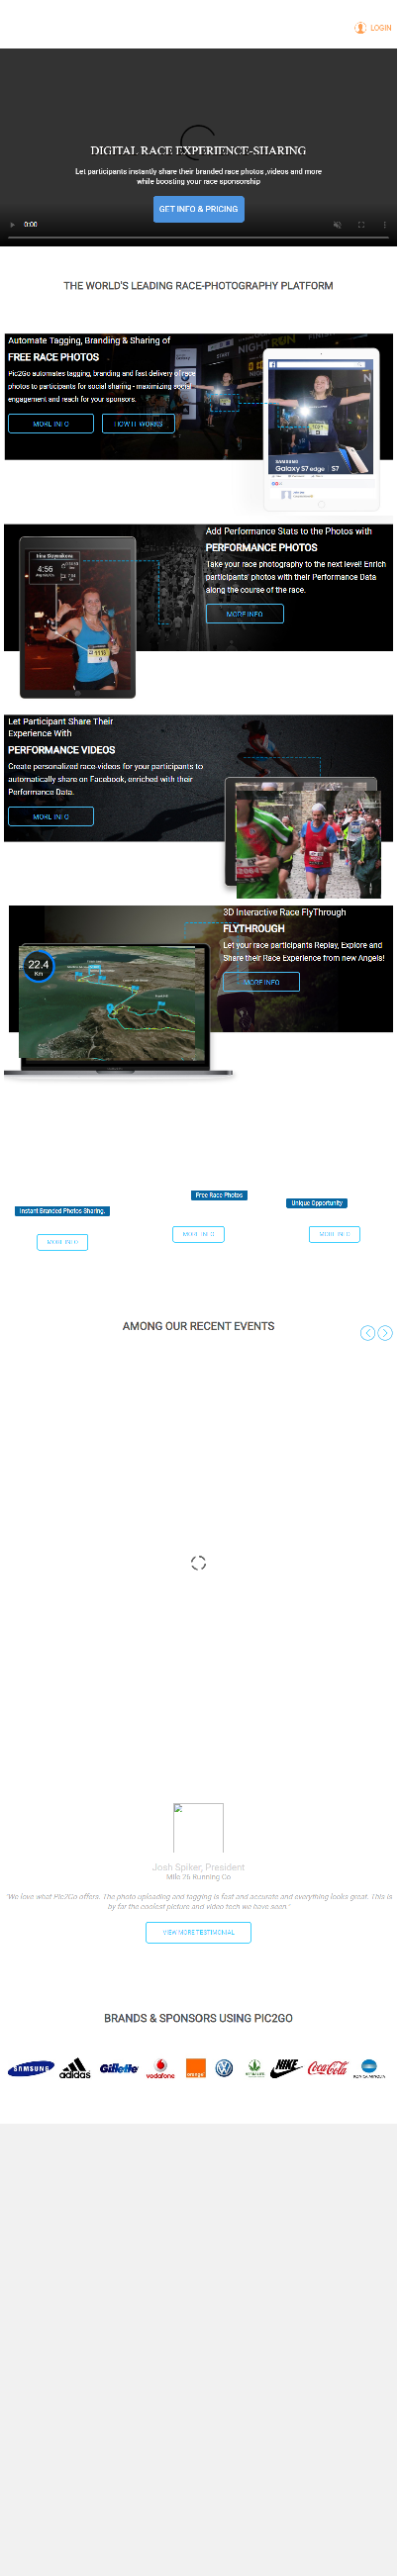 LOGIN
DIGITAL RACE EXPERIENCE-SHARING
Let participants instantly share their branded race photos ,videos and more
while boosting your race sponsorship
GET INFO & PRICING
0:00
THE WORLD'S LEADING RACE-PHOTOGRAPHY PLATFORM
Automate Tagging, Branding & Sharing of
FREE RACE PHOTOS
Pic2Go automates tagging, branding and fast delivery of race
photos to participants for social sharing - maximizing social
engagement and reach for your sponsors.
MORE INFO
HOW IT WORKS
NIGHT RUN
SAMSUNG
Galaxy S7 edge | S7
Add Performance Stats to the Photos with
PERFORMANCE PHOTOS
Take your race photography to the next level! Enrich
participants' photos with their Performance Data
along the course of the race.
MORE INFO
4:56
1113
Let Participant Share Their
Experience With
PERFORMANCE VIDEOS
Create personalized race-videos for your participants to
automatically share on Facebook, enriched with their
Performance Data.
MORE INFO
3D Interactive Race FlyThrough
FLYTHROUGH
Let your race participants Replay, Explore and
Share their Race Experience from new Angels!
MORE INFO
22.4
Km
Free Race Photos
Unique Opportunity
Instant Branded Photos Sharing.
MORE INFO
MORE INFO
MORE INFO
AMONG OUR RECENT EVENTS
Josh Spiker, President
Mile 26 Running Co
"We love what Pic2Go offers. The photo uploading and tagging is fast and accurate and everything looks great. This is
by far the easiest picture and video tech we have seen."
VIEW MORE TESTIMONIAL
BRANDS & SPONSORS USING PIC2GO
SAMSUNG
adidas
Gillette
vodafone
orange
HERBALIFE
NIKE
Coca-Cola
KONICA MINOLTA